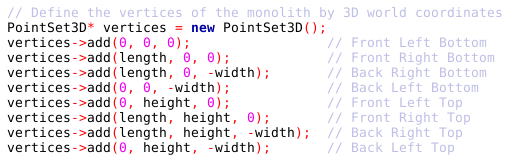 // Define the vertices of the monolith by 3D world coordinates
PointSet3D* vertices = new PointSet3D();
vertices->add(0, 0, 0); // Front Left Bottom
vertices->add(length, 0, 0); // Front Right Bottom
vertices->add(length, 0, -width); // Back Right Bottom
vertices->add(0, 0, -width); // Back Left Bottom
vertices->add(0, height, 0); // Front Left Top
vertices->add(length, height, 0); // Front Right Top
vertices->add(length, height, -width); // Back Right Top
vertices->add(0, height, -width); // Back Left Top